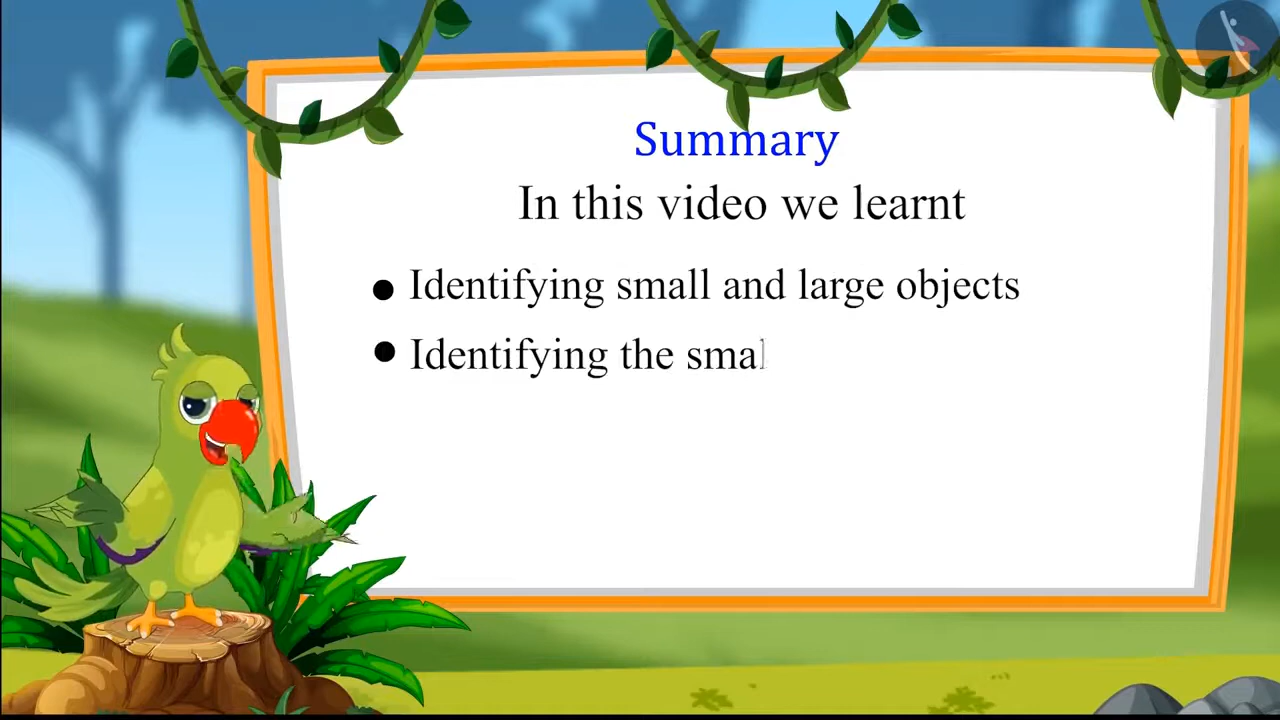 Summary
In this video we learnt
● Identifying small and large objects
● Identifying the smal